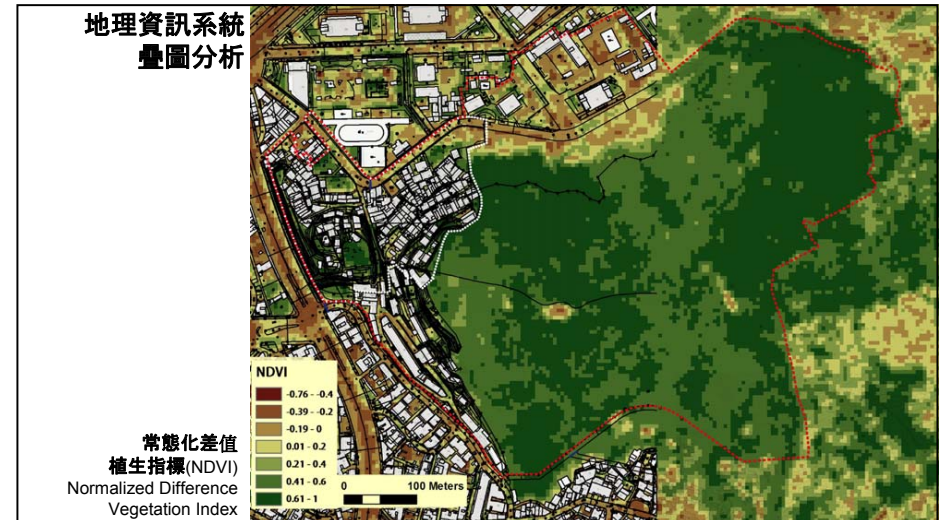 地理資訊系統
疊圖分析
NDVI
-0.76 - -0.4
-0.39 - -0.2
-0.19 - 0
0.01 - 0.2
0.21 - 0.4
0.41 - 0.6
0.61 - 1
0 100 Meters
常態化差值
植生指標(NDVI)
Normalized Difference
Vegetation Index